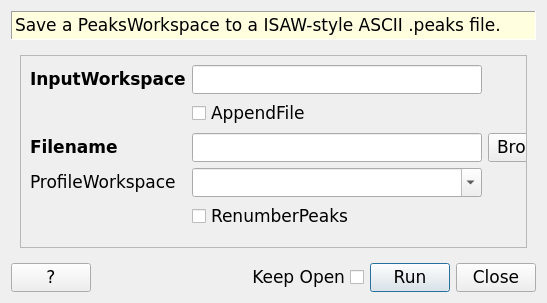 Save a PeaksWorkspace to a ISAW-style ASCII .peaks file.
InputWorkspace
AppendFile
Filename
Bro
ProfileWorkspace
RenumberPeaks
?
Keep Open
Run
Close